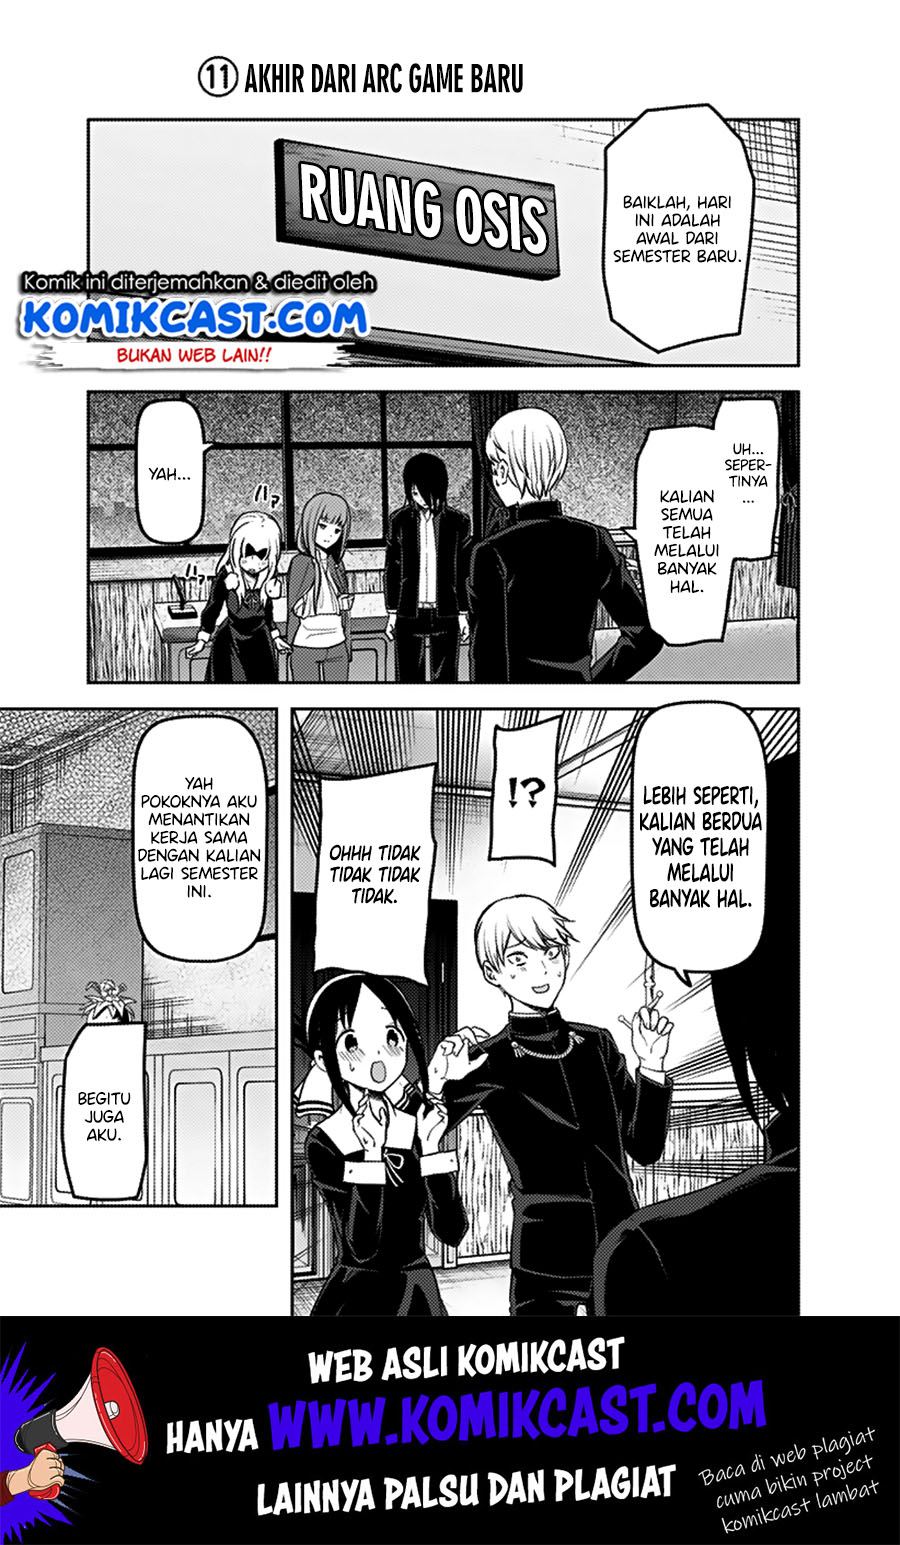 11 AKHIR DARI ARC GAME BARU
RUANG OSIS
BAIKLAH, HARI
INI ADALAH
AWAL DARI
SEMESTER BARU.
Komik ini diterjemahkan & diedit oleh
KOMIKCAST.COM
BUKAN WEB LAIN!!
UH...
SEPER-
TINYA
...
KALIAN
SEMUA
TELAH
MELALUI
BANYAK
HAL.
YAH...
LEBIH SEPERTI,
KALIAN BERDUA
YANG TELAH
MELALUI
BANYAK HAL.
!?
OHHH TIDAK
TIDAK TIDAK
TIDAK.
YAH
POKOKNYA AKU
MENANTIKAN
KERJA SAMA
DENGAN KALIAN
LAGI SEMESTER
INI.
BEGITU
JUGA
AKU.
WEB ASLI KOMIKCAST
HANYA WWW.KOMIKCAST.COM
LAINNYA PALSU DAN PLAGIAT
Baca di web plagiat
cuma bikin project
komikcast lambat